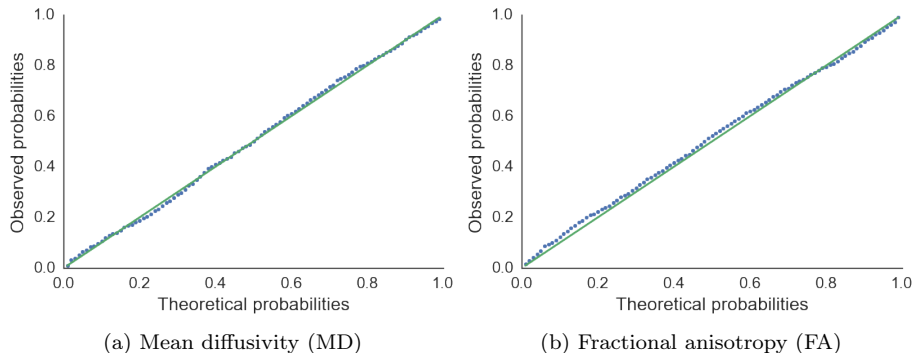 1.0
0.8
0.6
0.4
0.2
0.0
Observed probabilities
0.0 0.2 0.4 0.6 0.8 1.0
Theoretical probabilities
(a) Mean diffusivity (MD)
1.0
0.8
0.6
0.4
0.2
0.0
Observed probabilities
0.0 0.2 0.4 0.6 0.8 1.0
Theoretical probabilities
(b) Fractional anisotropy (FA)